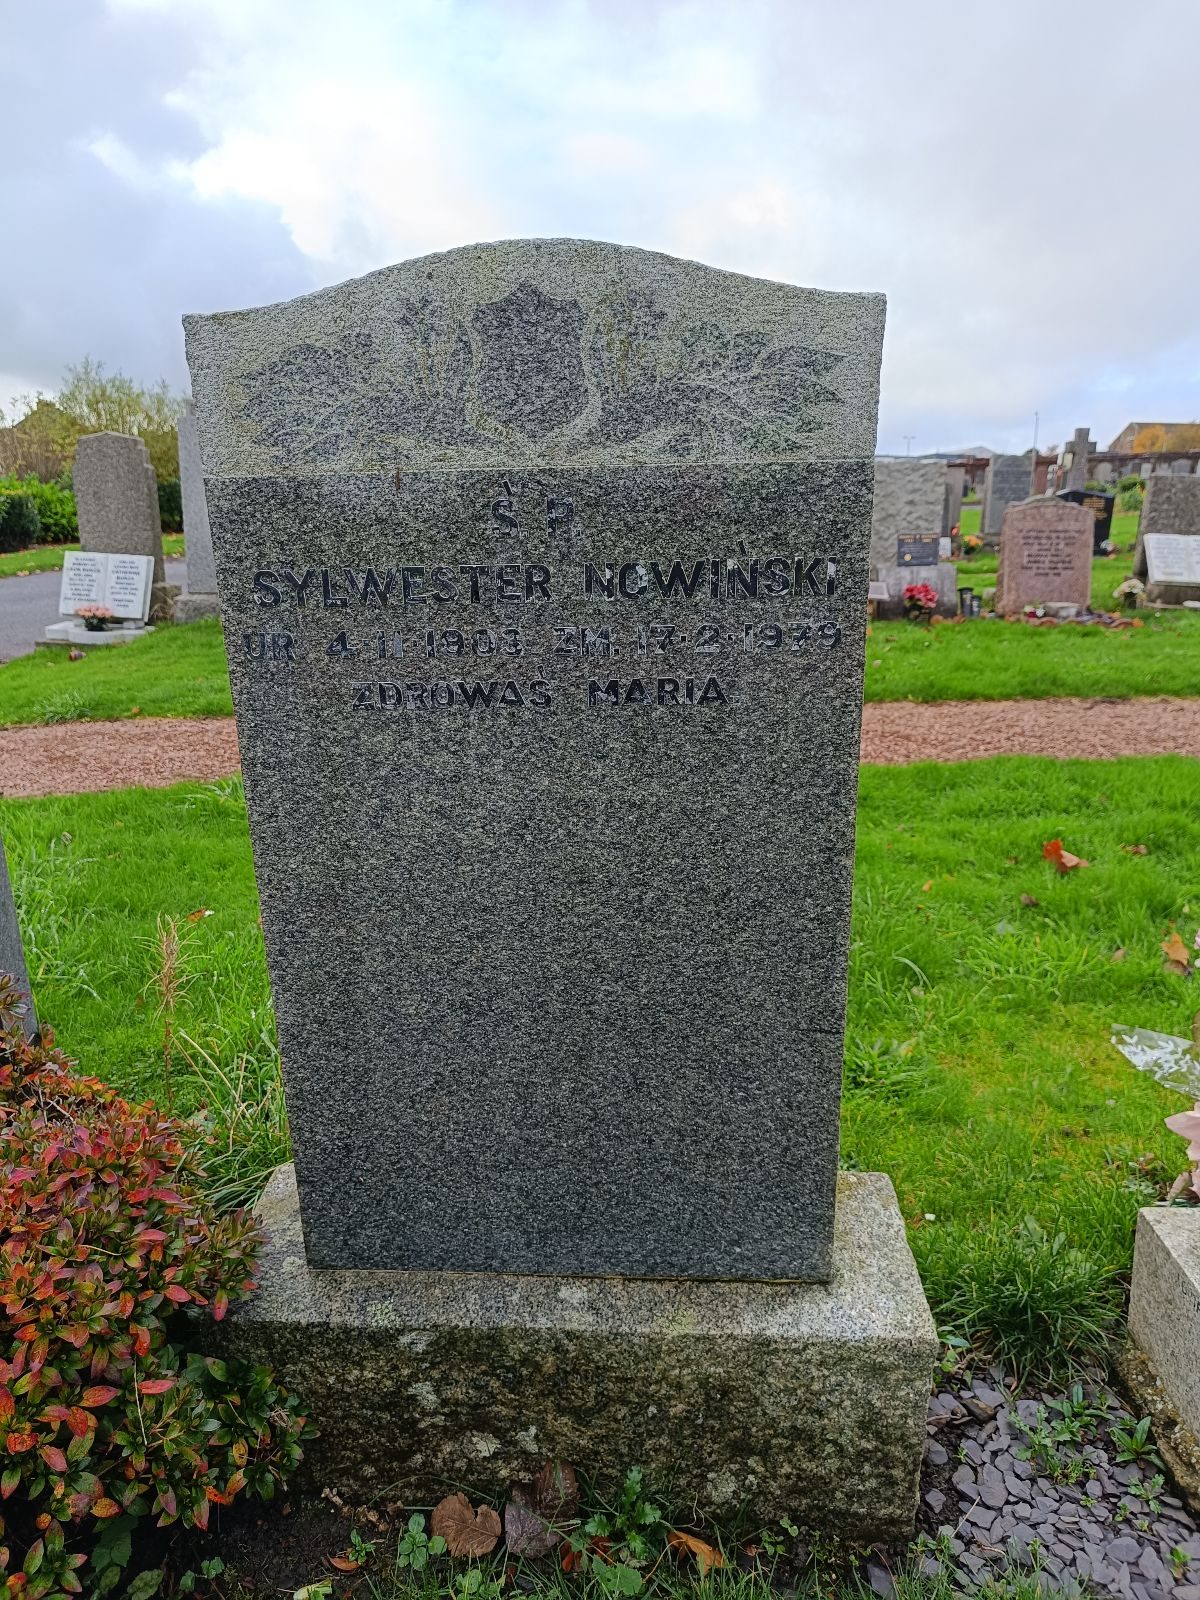 Ś. P.
SYLWESTER NOWIŃSKI
UR. 4·11·1903. ZM. 17·2·1979
ZDROWAŚ MARIA.